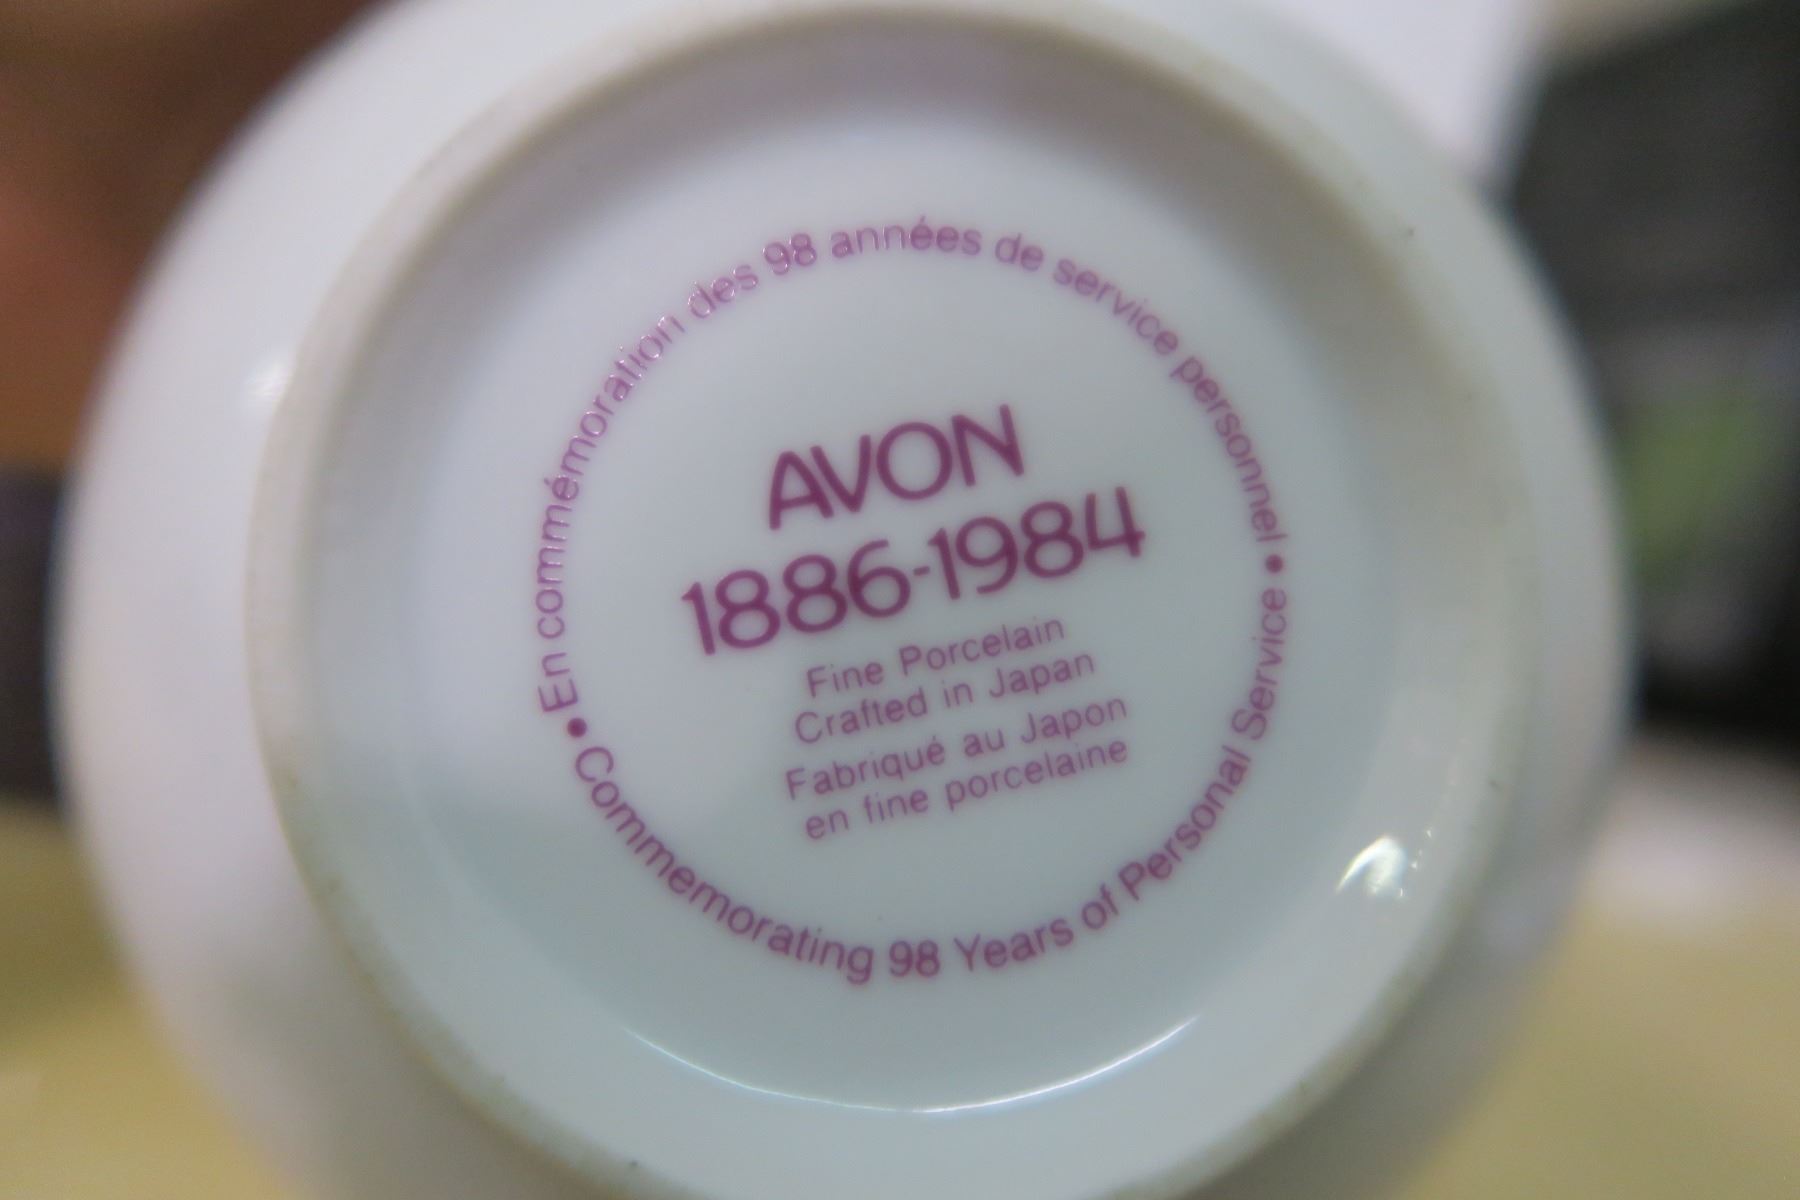 • En commémoration des 98 années de service personnel •
AVON
1886-1984
Fine Porcelain
Crafted in Japan
Fabriqué au Japon
en fine porcelaine
Commemorating 98 Years of Personal Service